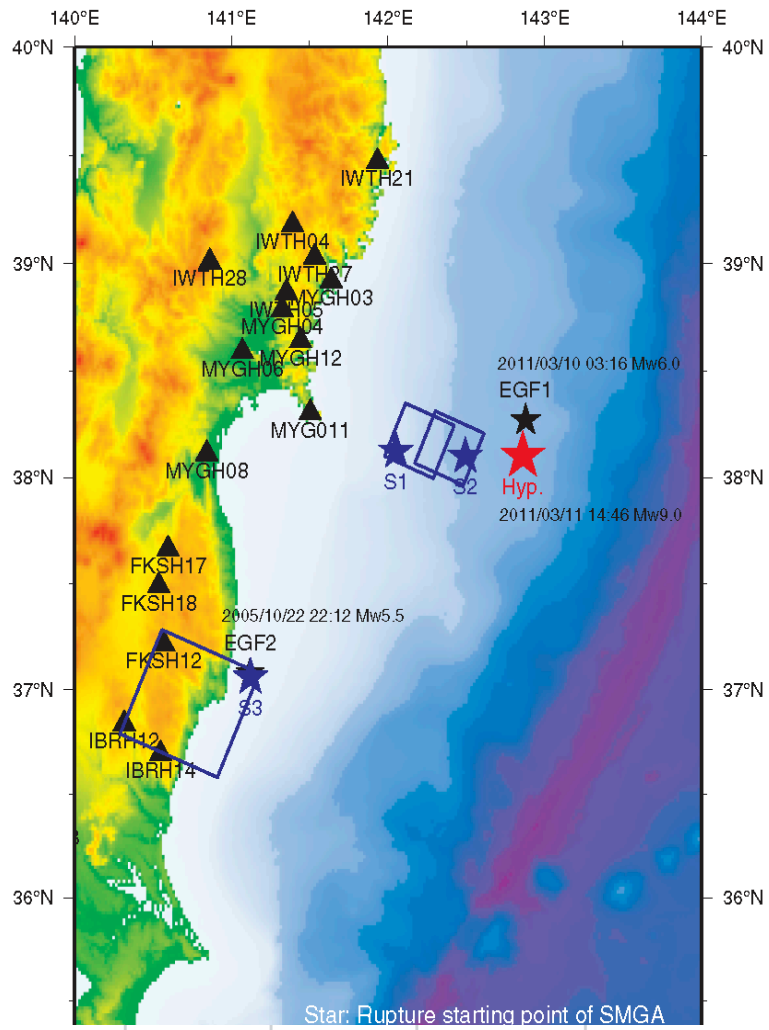 140°N
141°E
142°E
143°E
144°E
40°N
40°N
IWTH21
IWTH04
39°N
39°N
IWTH28
IWTH27
MYGH03
IWTH05
MYGH04
MYGH12
MYGH06
2011/03/10 03:16 Mw6.0
EGF1
MYG011
38°N
38°N
MYGH08
S1
S2
Hyp.
2011/03/11 14:46 Mw9.0
FKSH17
FKSH18
2005/10/22 22:12 Mw5.5
EGF2
FKSH12
37°N
37°N
S3
IBRH12
IBRH14
36°N
36°N
Star: Rupture starting point of SMGA